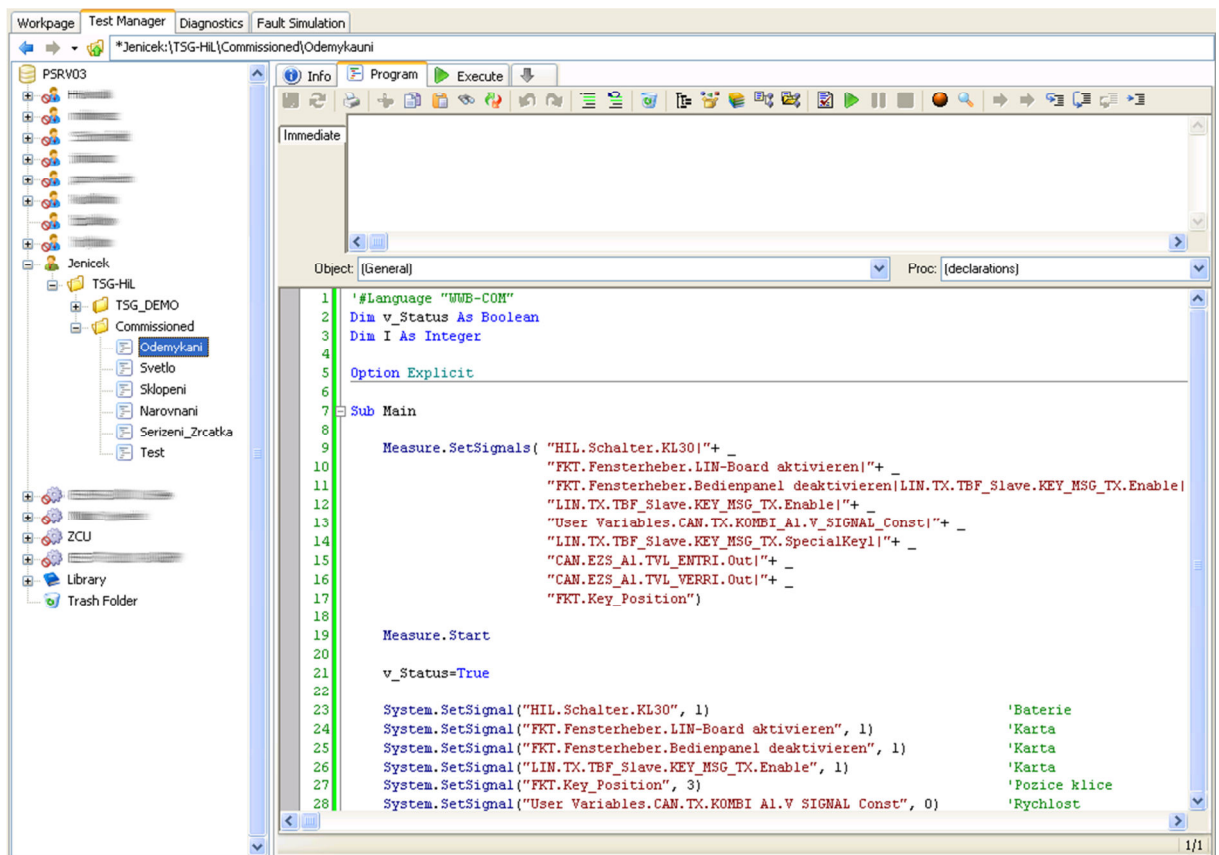 Workpage Test Manager Diagnostics Fault Simulation
*Jenicek:\TSG-HiL\Commissioned\Odemykauni
PSRV03
Jenicek
TSG-HiL
TSG_DEMO
Commissioned
Odemykani
Svetlo
Sklopeni
Narovnani
Serizeni_Zrcatka
Test
ZCU
Library
Trash Folder
Info Program Execute
Immediate
Object: (General) Proc: (declarations)
1 '#Language "WWB-COM"
2 Dim v_Status As Boolean
3 Dim I As Integer
4
5 Option Explicit
6
7 Sub Main
8
9 Measure.SetSignals( "HIL.Schalter.KL30|"+ _
10 "FKT.Fensterheber.LIN-Board aktivieren|"+ _
11 "FKT.Fensterheber.Bedienpanel deaktivieren|LIN.TX.TBF_Slave.KEY_MSG_TX.Enable|
12 "LIN.TX.TBF_Slave.KEY_MSG_TX.Enable|"+ _
13 "User Variables.CAN.TX.KOMBI_A1.V_SIGNAL_Const|"+ _
14 "LIN.TX.TBF_Slave.KEY_MSG_TX.SpecialKey1|"+ _
15 "CAN.EZS_A1.TVL_ENTRI.Out|"+ _
16 "CAN.EZS_A1.TVL_VERRI.Out|"+ _
17 "FKT.Key_Position")
18
19 Measure.Start
20
21 v_Status=True
22
23 System.SetSignal("HIL.Schalter.KL30", 1) 'Baterie
24 System.SetSignal("FKT.Fensterheber.LIN-Board aktivieren", 1) 'Karta
25 System.SetSignal("FKT.Fensterheber.Bedienpanel deaktivieren", 1) 'Karta
26 System.SetSignal("LIN.TX.TBF_Slave.KEY_MSG_TX.Enable", 1) 'Karta
27 System.SetSignal("FKT.Key_Position", 3) 'Pozice klice
28 System.SetSignal("User Variables.CAN.TX.KOMBI A1.V SIGNAL Const", 0) 'Rychlost
1/1